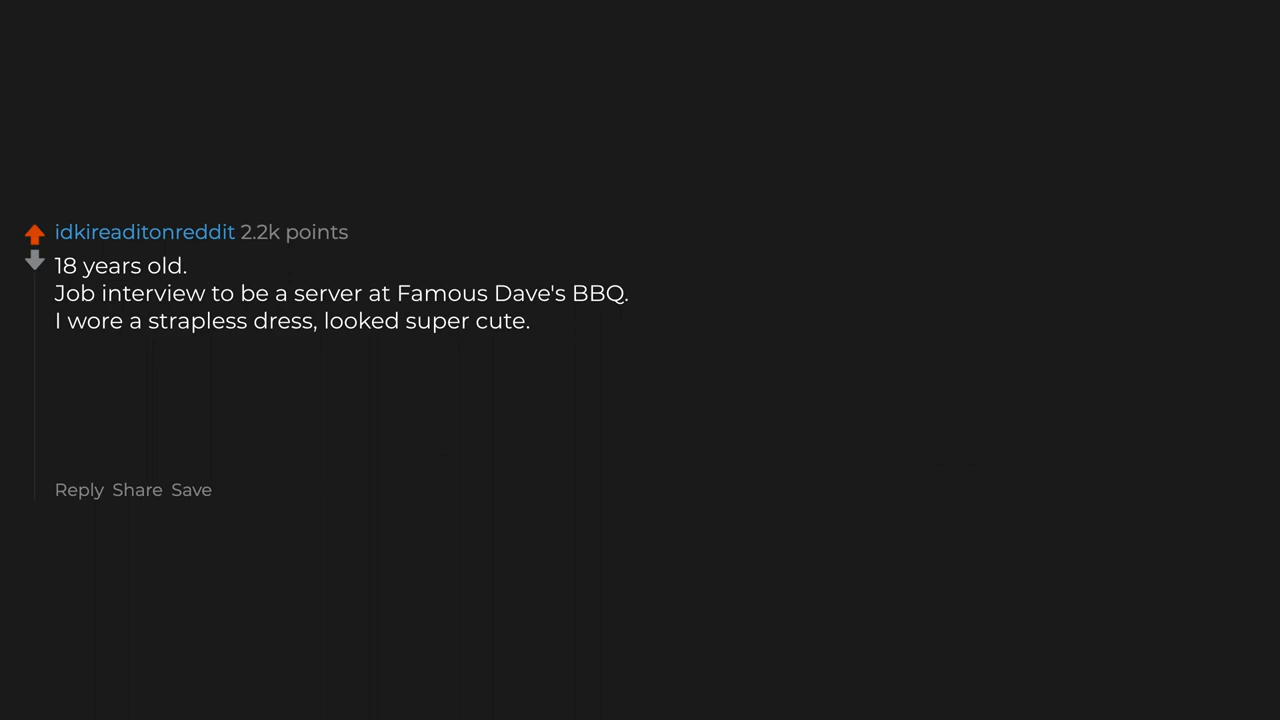 idkireaditonreddit 2.2k points
18 years old.
Job interview to be a server at Famous Dave's BBQ.
I wore a strapless dress, looked super cute.
Reply Share Save